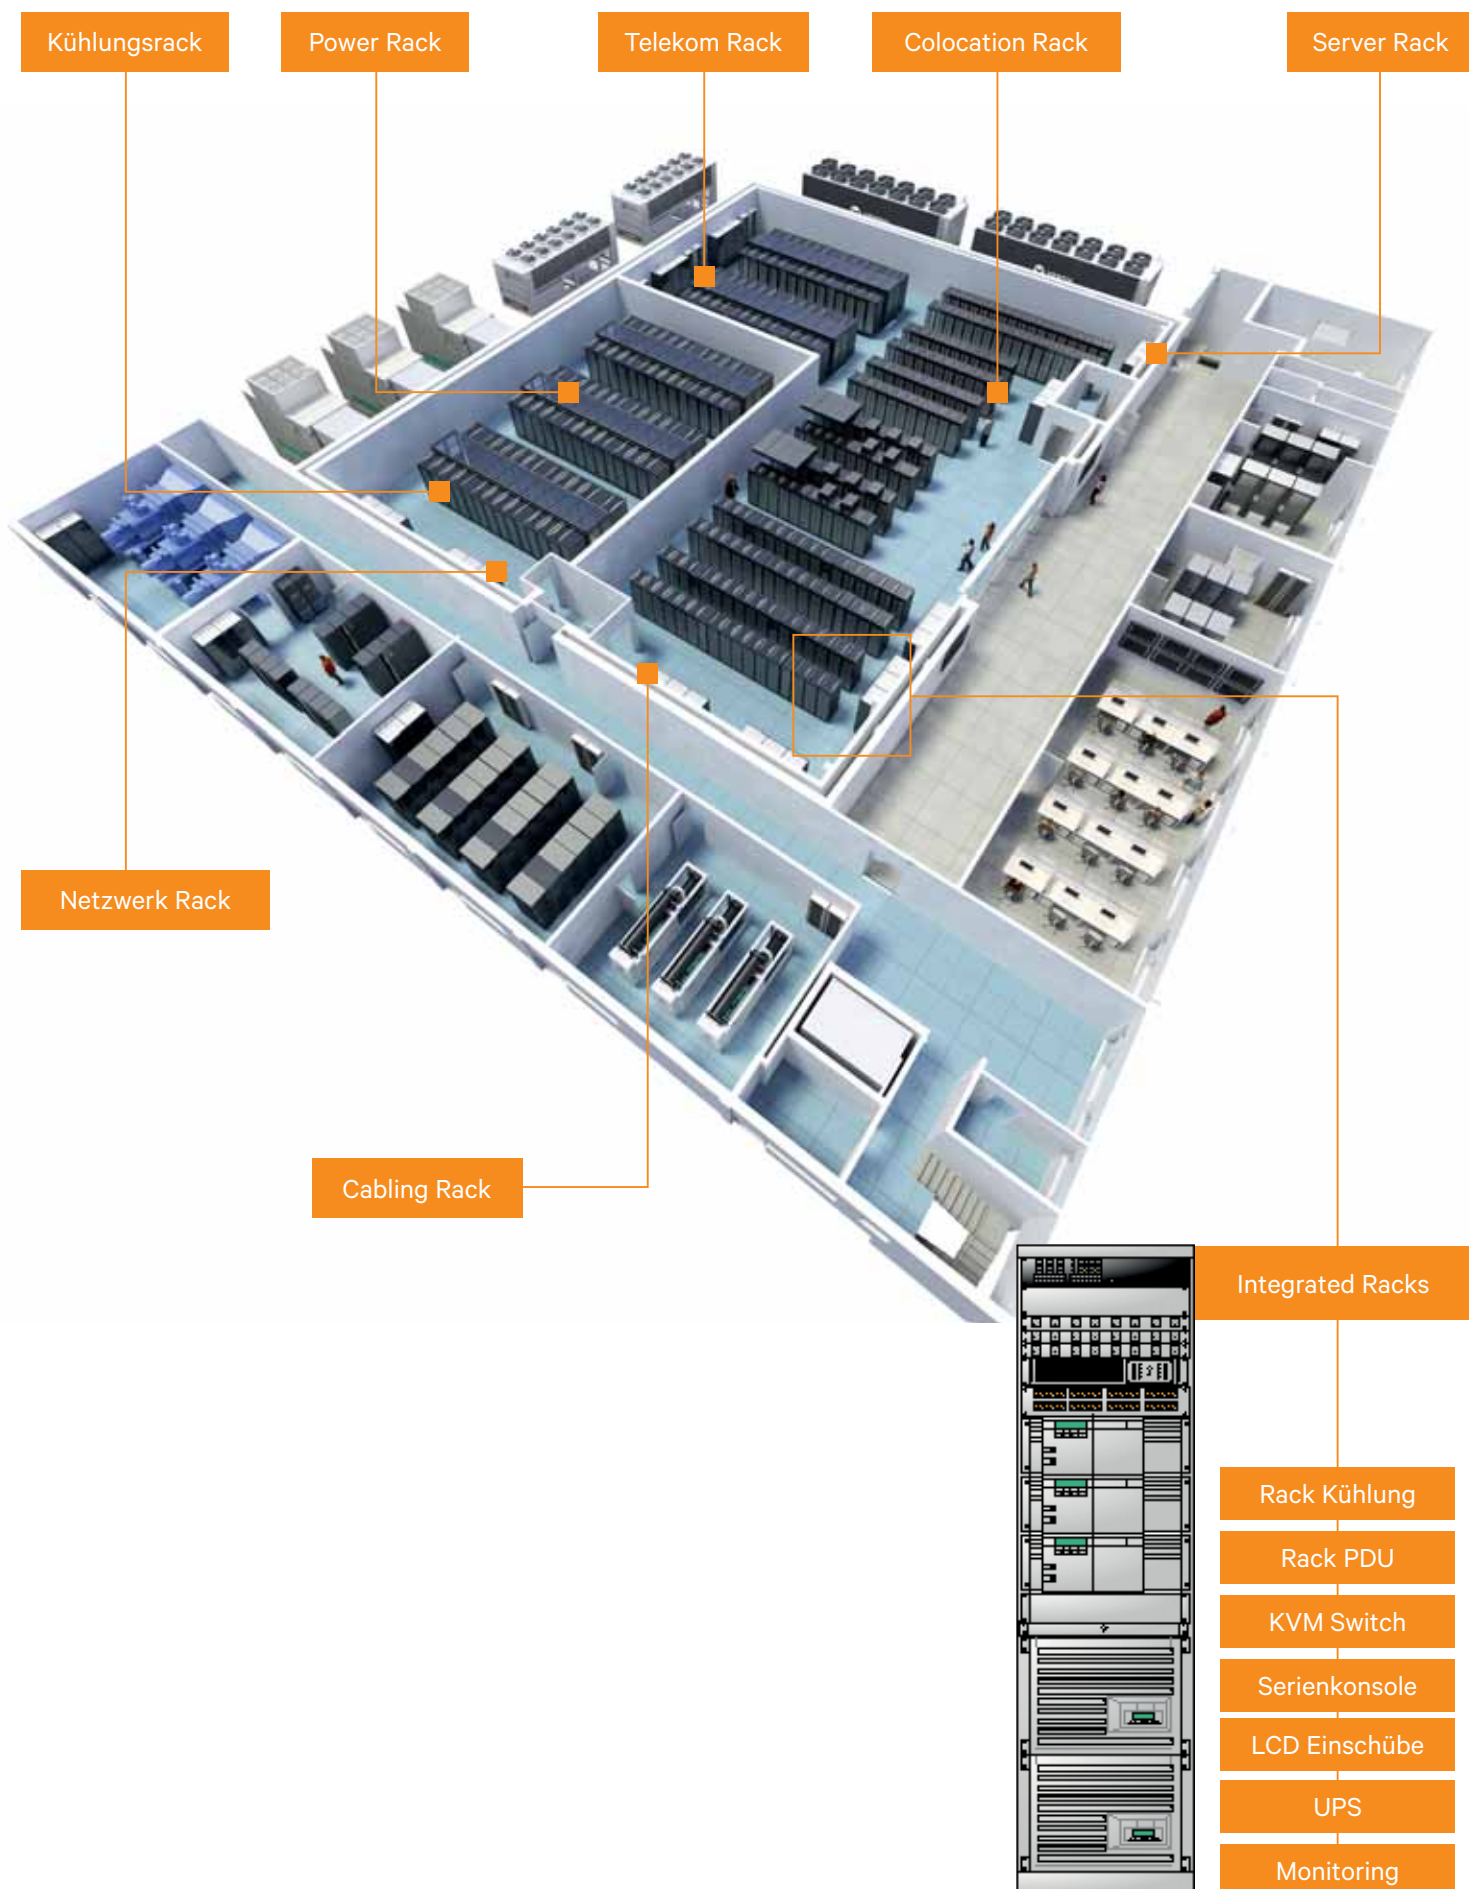 Kühlungsrack
Power Rack
Telekom Rack
Colocation Rack
Server Rack
Netzwerk Rack
Cabling Rack
Integrated Racks
Rack Kühlung
Rack PDU
KVM Switch
Serienkonsole
LCD Einschübe
UPS
Monitoring